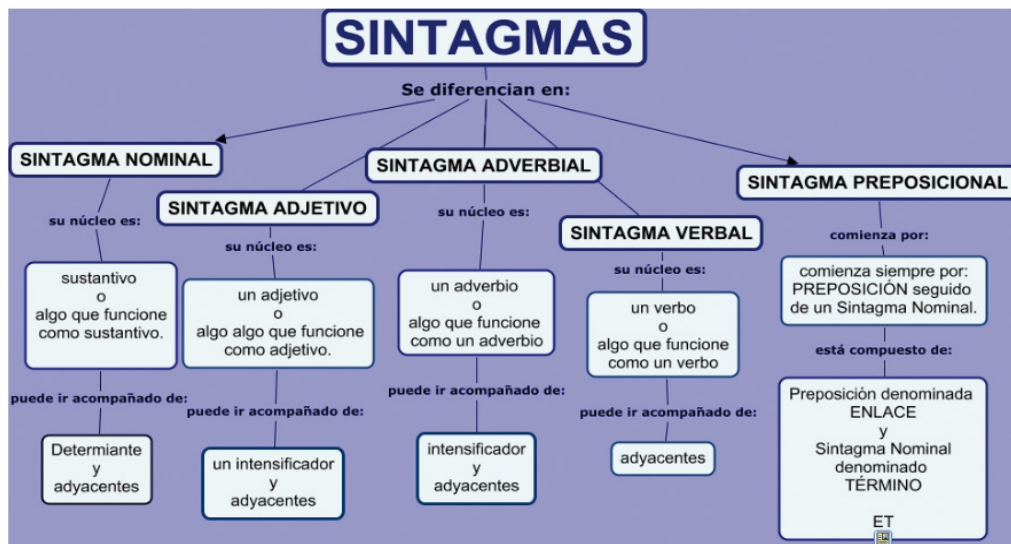 SINTAGMAS
Se diferencian en:
SINTAGMA NOMINAL
su núcleo es:
sustantivo
o
algo que funcione
como sustantivo.
puede ir acompañado de:
Determiante
y
adyacentes
SINTAGMA ADJETIVO
su núcleo es:
un adjetivo
o
algo algo que funcione
como adjetivo.
puede ir acompañado de:
un intensificador
y
adyacentes
SINTAGMA ADVERBIAL
su núcleo es:
un adverbio
o
algo que funcione
como un adverbio
puede ir acompañado de:
intensificador
y
adyacentes
SINTAGMA VERBAL
su núcleo es:
un verbo
o
algo que funcione
como un verbo
puede ir acompañado de:
adyacentes
SINTAGMA PREPOSICIONAL
comienza por:
comienza siempre por:
PREPOSICIÓN seguido
de un Sintagma Nominal.
está compuesto de:
Preposición denominada
ENLACE
y
Sintagma Nominal
denominado
TÉRMINO
ET